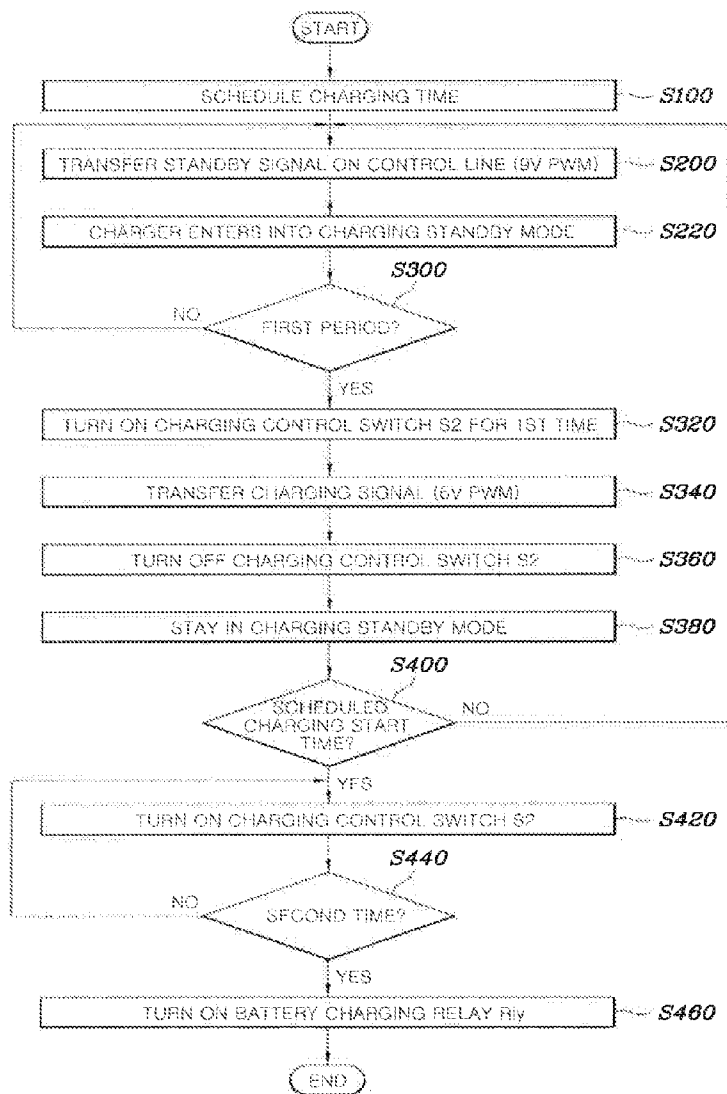 START
SCHEDULE CHARGING TIME
S100
TRANSFER STANDBY SIGNAL ON CONTROL LINE (9V PWM)
S200
CHARGER ENTERS INTO CHARGING STANDBY MODE
S220
S300
FIRST PERIOD?
NO
YES
TURN ON CHARGING CONTROL SWITCH S2 FOR 1ST TIME
S320
TRANSFER CHARGING SIGNAL (6V PWM)
S340
TURN OFF CHARGING CONTROL SWITCH S2
S360
STAY IN CHARGING STANDBY MODE
S380
S400
SCHEDULED
CHARGING START
TIME?
NO
YES
TURN ON CHARGING CONTROL SWITCH S2
S420
S440
SECOND TIME?
NO
YES
TURN ON BATTERY CHARGING RELAY Rly
S460
END